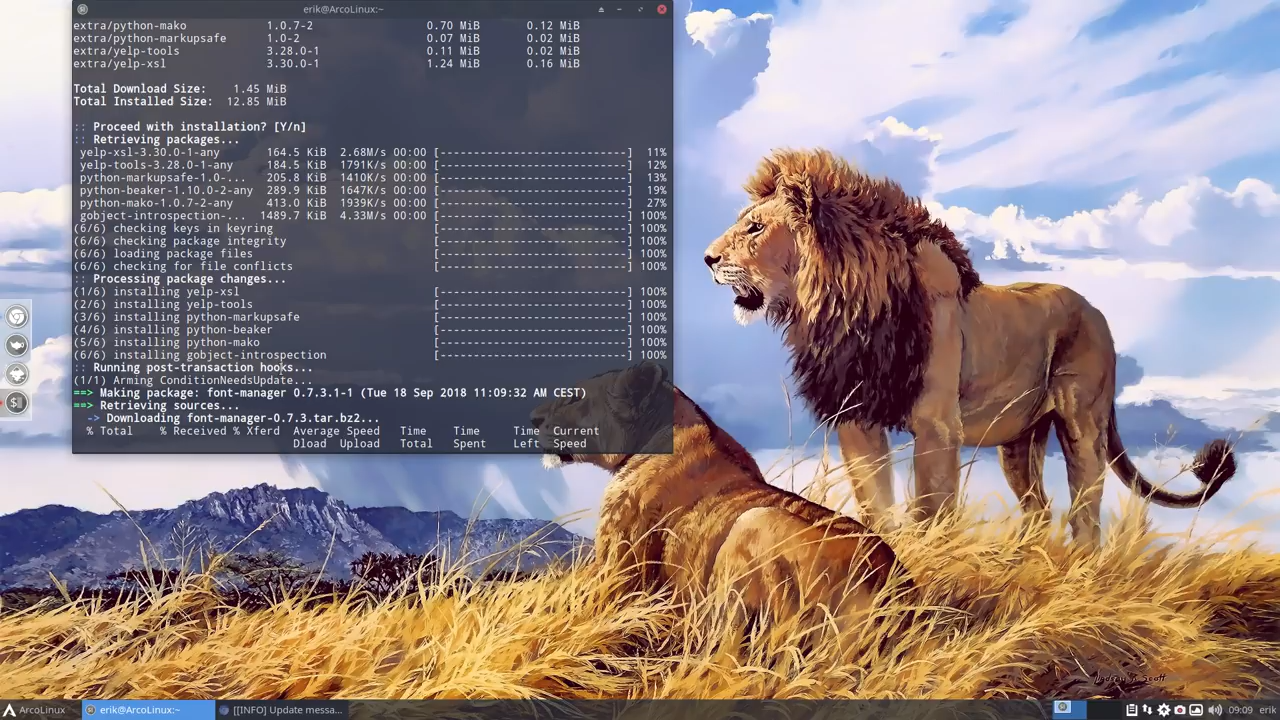 erik@ArcoLinux:~
extra/python-mako 1.0.7-2 0.70 MiB 0.12 MiB
extra/python-markupsafe 1.0-2 0.07 MiB 0.02 MiB
extra/yelp-tools 3.28.0-1 0.11 MiB 0.02 MiB
extra/yelp-xsl 3.30.0-1 1.24 MiB 0.16 MiB
Total Download Size: 1.45 MiB
Total Installed Size: 12.85 MiB
:: Proceed with installation? [Y/n]
:: Retrieving packages...
yelp-xsl-3.30.0-1-any 164.5 KiB 2.68M/s 00:00 [-----------------------------] 11%
yelp-tools-3.28.0-1-any 184.5 KiB 1791K/s 00:00 [-----------------------------] 12%
python-markupsafe-1.0-... 205.8 KiB 1410K/s 00:00 [-----------------------------] 13%
python-beaker-1.10.0-2-any 289.9 KiB 1647K/s 00:00 [-----------------------------] 19%
python-mako-1.0.7-2-any 413.0 KiB 1939K/s 00:00 [-----------------------------] 27%
gobject-introspection-... 1489.7 KiB 4.33M/s 00:00 [-----------------------------] 100%
(6/6) checking keys in keyring [-----------------------------] 100%
(6/6) checking package integrity [-----------------------------] 100%
(6/6) loading package files [-----------------------------] 100%
(6/6) checking for file conflicts [-----------------------------] 100%
:: Processing package changes...
(1/6) installing yelp-xsl [-----------------------------] 100%
(2/6) installing yelp-tools [-----------------------------] 100%
(3/6) installing python-markupsafe [-----------------------------] 100%
(4/6) installing python-beaker [-----------------------------] 100%
(5/6) installing python-mako [-----------------------------] 100%
(6/6) installing gobject-introspection [-----------------------------] 100%
:: Running post-transaction hooks...
(1/1) Arming ConditionNeedsUpdate...
==> Making package: font-manager 0.7.3.1-1 (Tue 18 Sep 2018 11:09:32 AM CEST)
==> Retrieving sources...
-> Downloading font-manager-0.7.3.tar.bz2...
% Total % Received % Xferd Average Speed Time Time Time Current
Dload Upload Total Spent Left Speed
$
ArcoLinux erik@ArcoLinux:~ [[INFO] Update messa... 09:09 erik